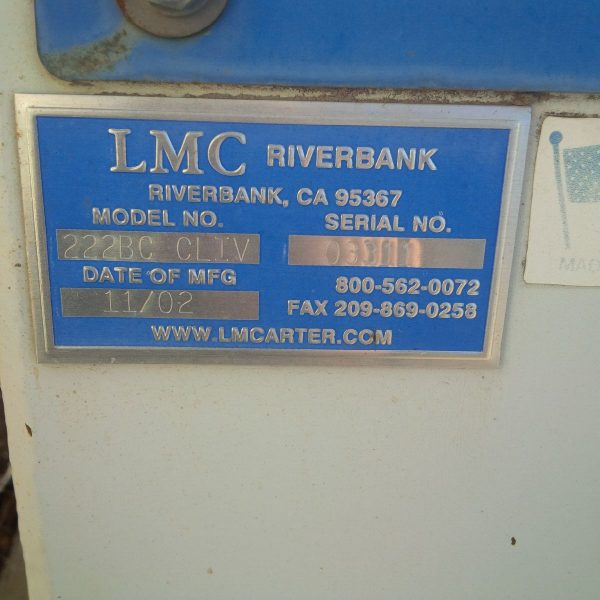 LMC RIVERBANK
RIVERBANK, CA 95367
MODEL NO. SERIAL NO.
222BC CLIV
DATE OF MFG 800-562-0072
11/02 FAX 209-869-0258
WWW.LMCARTER.COM